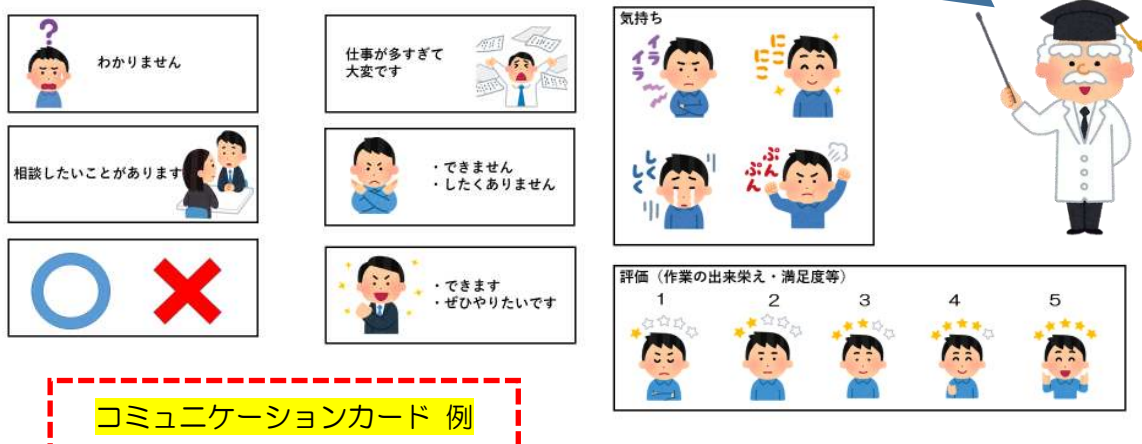 わかりません
相談したいことがあります
仕事が多すぎて
大変です
・できません
・したくありません
・できます
・ぜひやりたいです
気持ち
イライラ
にこにこ
しくしく
ぷんぷん
評価（作業の出来栄え・満足度等）
1 2 3 4 5
コミュニケーションカード 例